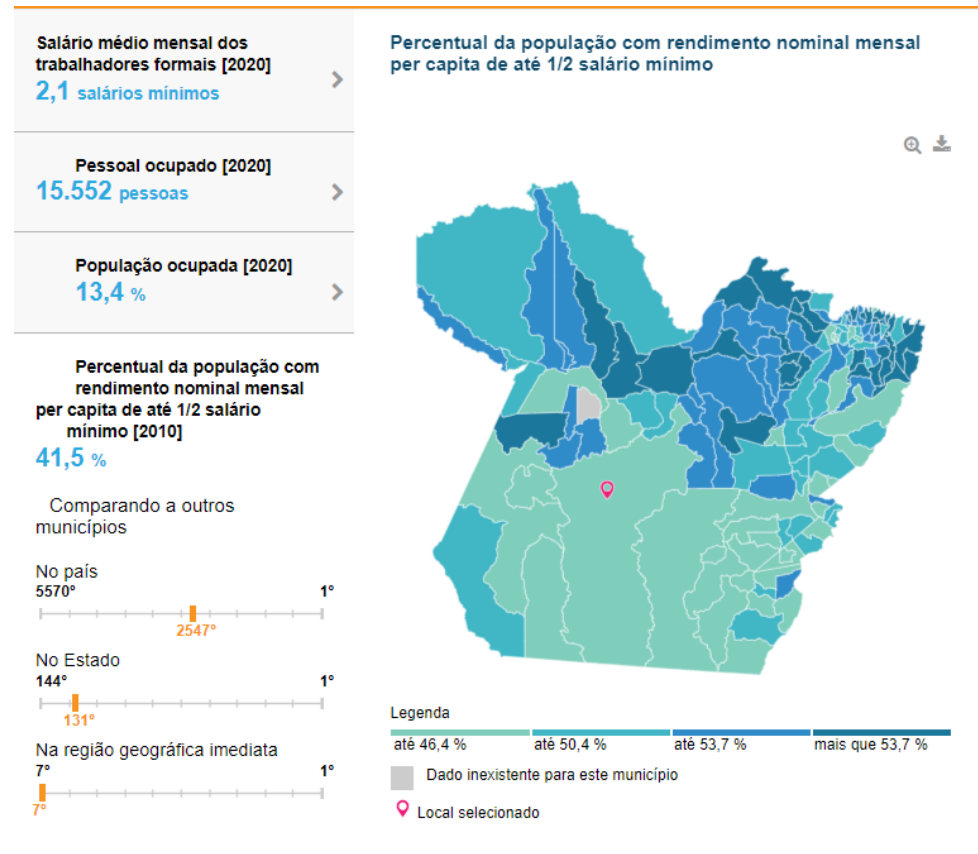 Salário médio mensal dos
trabalhadores formais [2020]
2,1 salários mínimos
Pessoal ocupado [2020]
15.552 pessoas
População ocupada [2020]
13,4 %
Percentual da população com
rendimento nominal mensal
per capita de até 1/2 salário
mínimo [2010]
41,5 %
Comparando a outros
municípios
No país
5570° 1°
2547°
No Estado
144° 1°
131°
Na região geográfica imediata
7° 1°
7°
Percentual da população com rendimento nominal mensal
per capita de até 1/2 salário mínimo
Legenda
até 46,4 % até 50,4 % até 53,7 % mais que 53,7 %
Dado inexistente para este município
Local selecionado